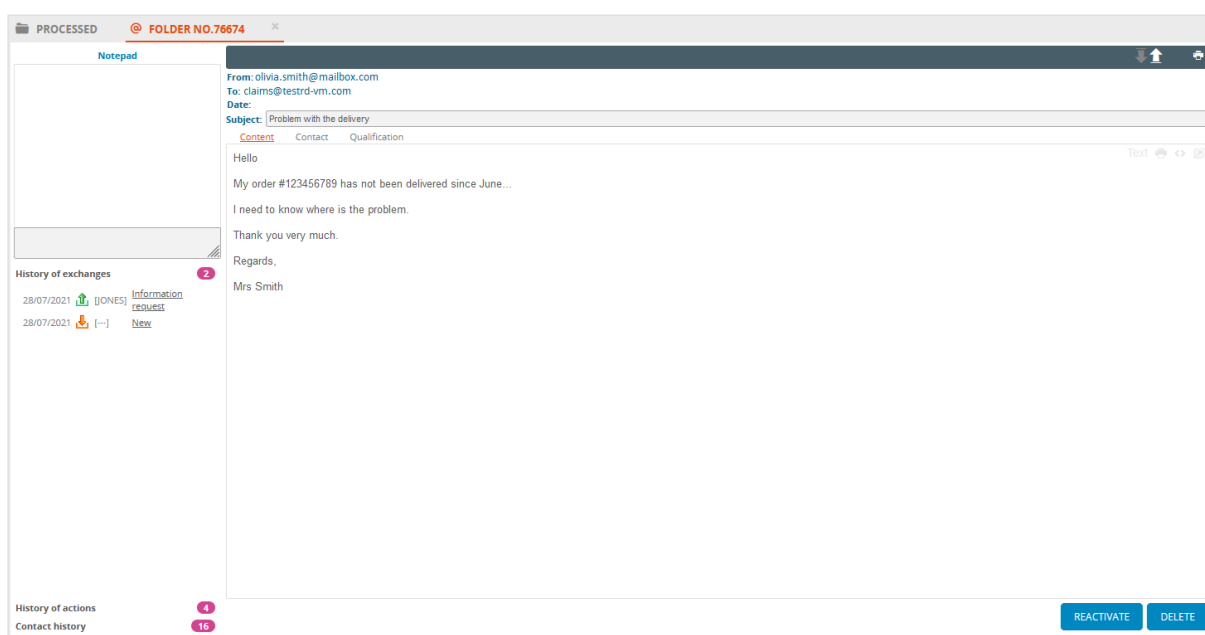 PROCESSED
@ FOLDER NO.76674 ×
Notepad
From: olivia.smith@mailbox.com
To: claims@testrd-vm.com
Date:
Subject: Problem with the delivery
Content Contact Qualification
Text
Hello
My order #123456789 has not been delivered since June...
I need to know where is the problem.
Thank you very much.
Regards,
Mrs Smith
History of exchanges 2
28/07/2021 [JONES] Information request
28/07/2021 [---] New
History of actions 4
Contact history 16
REACTIVATE DELETE